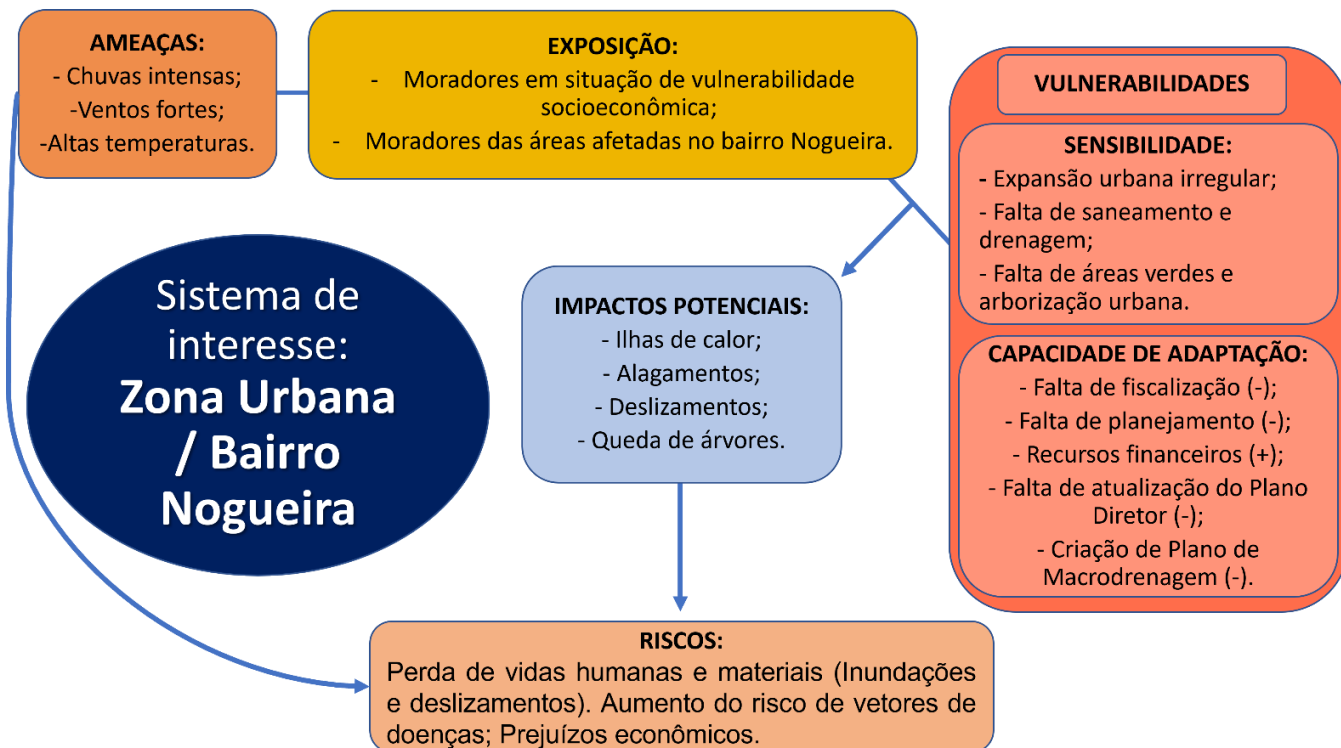 AMEAÇAS:
- Chuvas intensas;
-Ventos fortes;
-Altas temperaturas.
EXPOSIÇÃO:
- Moradores em situação de vulnerabilidade
socioeconômica;
- Moradores das áreas afetadas no bairro Nogueira.
VULNERABILIDADES
SENSIBILIDADE:
- Expansão urbana irregular;
- Falta de saneamento e
drenagem;
- Falta de áreas verdes e
arborização urbana.
CAPACIDADE DE ADAPTAÇÃO:
- Falta de fiscalização (-);
- Falta de planejamento (-);
- Recursos financeiros (+);
- Falta de atualização do Plano
Diretor (-);
- Criação de Plano de
Macrodrenagem (-).
Sistema de
interesse:
Zona Urbana
/ Bairro
Nogueira
IMPACTOS POTENCIAIS:
- Ilhas de calor;
- Alagamentos;
- Deslizamentos;
- Queda de árvores.
RISCOS:
Perda de vidas humanas e materiais (Inundações
e deslizamentos). Aumento do risco de vetores de
doenças; Prejuízos econômicos.